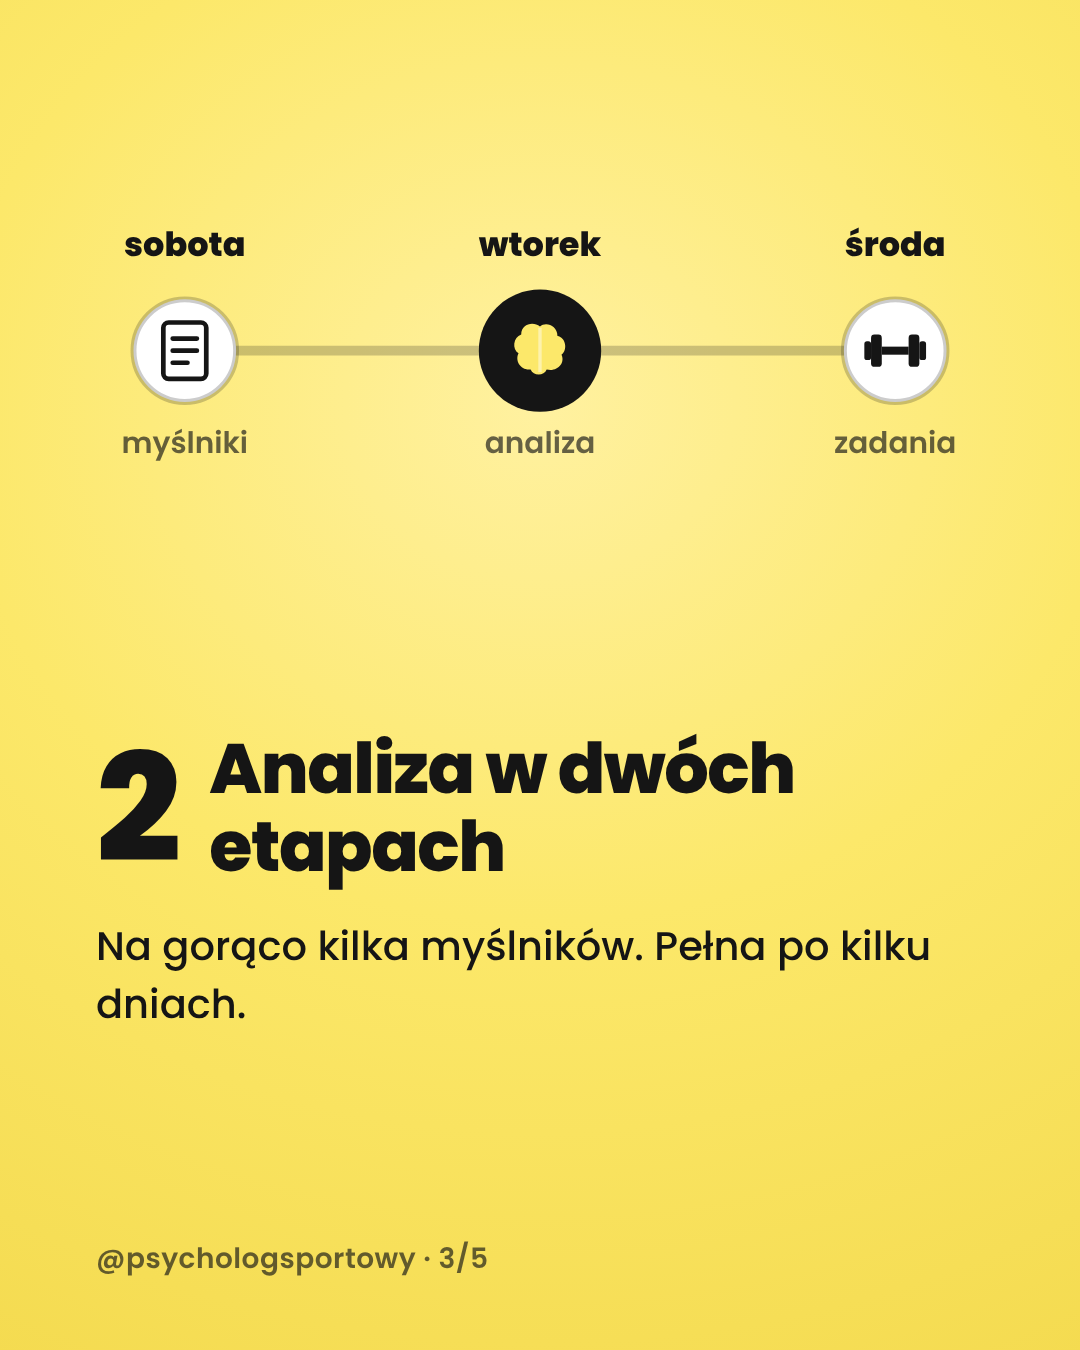 sobota wtorek środa
myślniki analiza zadania
2 Analiza w dwóch
etapach
Na gorąco kilka myślników. Pełna po kilku
dniach.
@psychologsportowy · 3/5